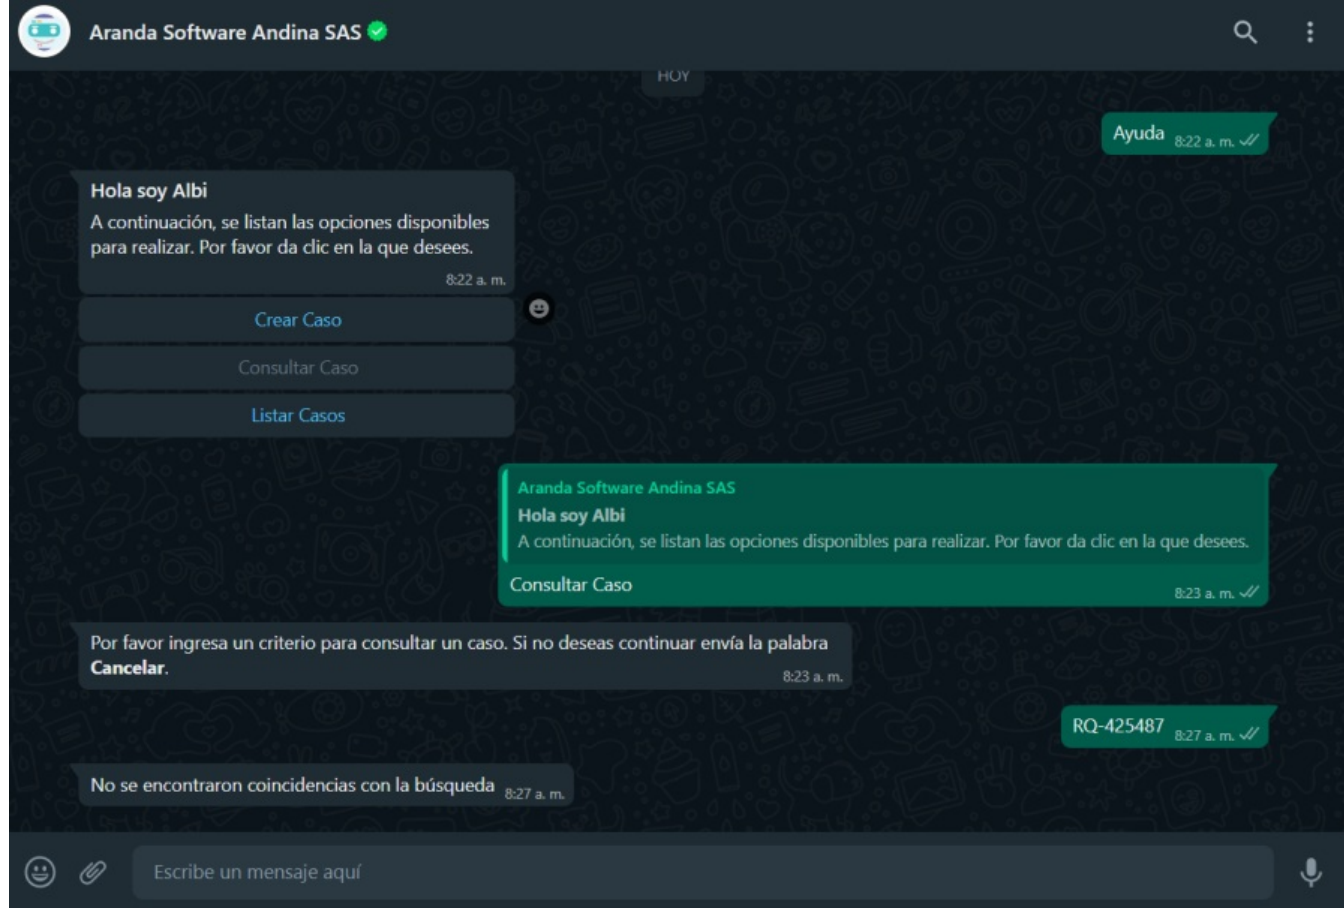 Aranda Software Andina SAS
HOY
Ayuda 8:22 a. m.
Hola soy Albi
A continuación, se listan las opciones disponibles
para realizar. Por favor da clic en la que desees.
8:22 a. m.
Crear Caso
Consultar Caso
Listar Casos
Aranda Software Andina SAS
Hola soy Albi
A continuación, se listan las opciones disponibles para realizar. Por favor da clic en la que desees.
Consultar Caso
8:23 a. m.
Por favor ingresa un criterio para consultar un caso. Si no deseas continuar envía la palabra
Cancelar.
8:23 a. m.
RQ-425487 8:27 a. m.
No se encontraron coincidencias con la búsqueda 8:27 a. m.
Escribe un mensaje aquí